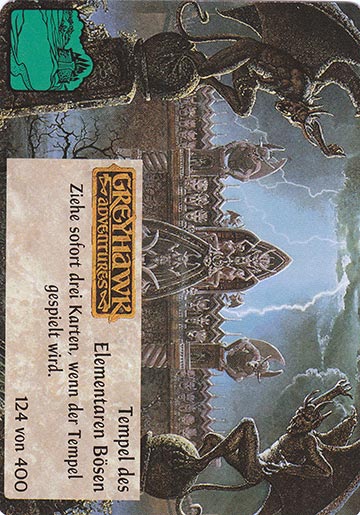 GREYHAWK
ADVENTURES
Tempel des
Elementaren Bösen
Ziehe sofort drei Karten, wenn der Tempel
gespielt wird.
124 von 400